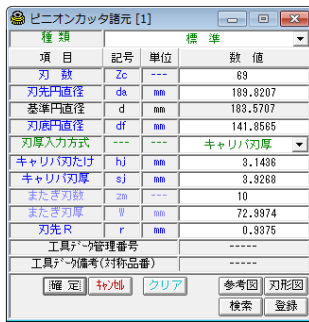 ピニオンカッタ諸元 [1]
種 類 標 準
項 目 記号 単位 数 値
刃 数 Zc --- 69
刃先円直径 da mm 189.8207
基準円直径 d mm 183.5707
刃底円直径 df mm 141.8565
刃厚入力方式 --- --- キャリパ刃厚
キャリパ刃たけ hj mm 3.1436
キャリパ刃厚 sj mm 3.9268
またぎ刃数 zm --- 10
またぎ刃厚 W mm 72.9974
刃先R r mm 0.9375
工具データ管理番号 -----
工具データ備考(対称品番) -----
確 定 キャンセル クリア 参考図 刃形図
検索 登録